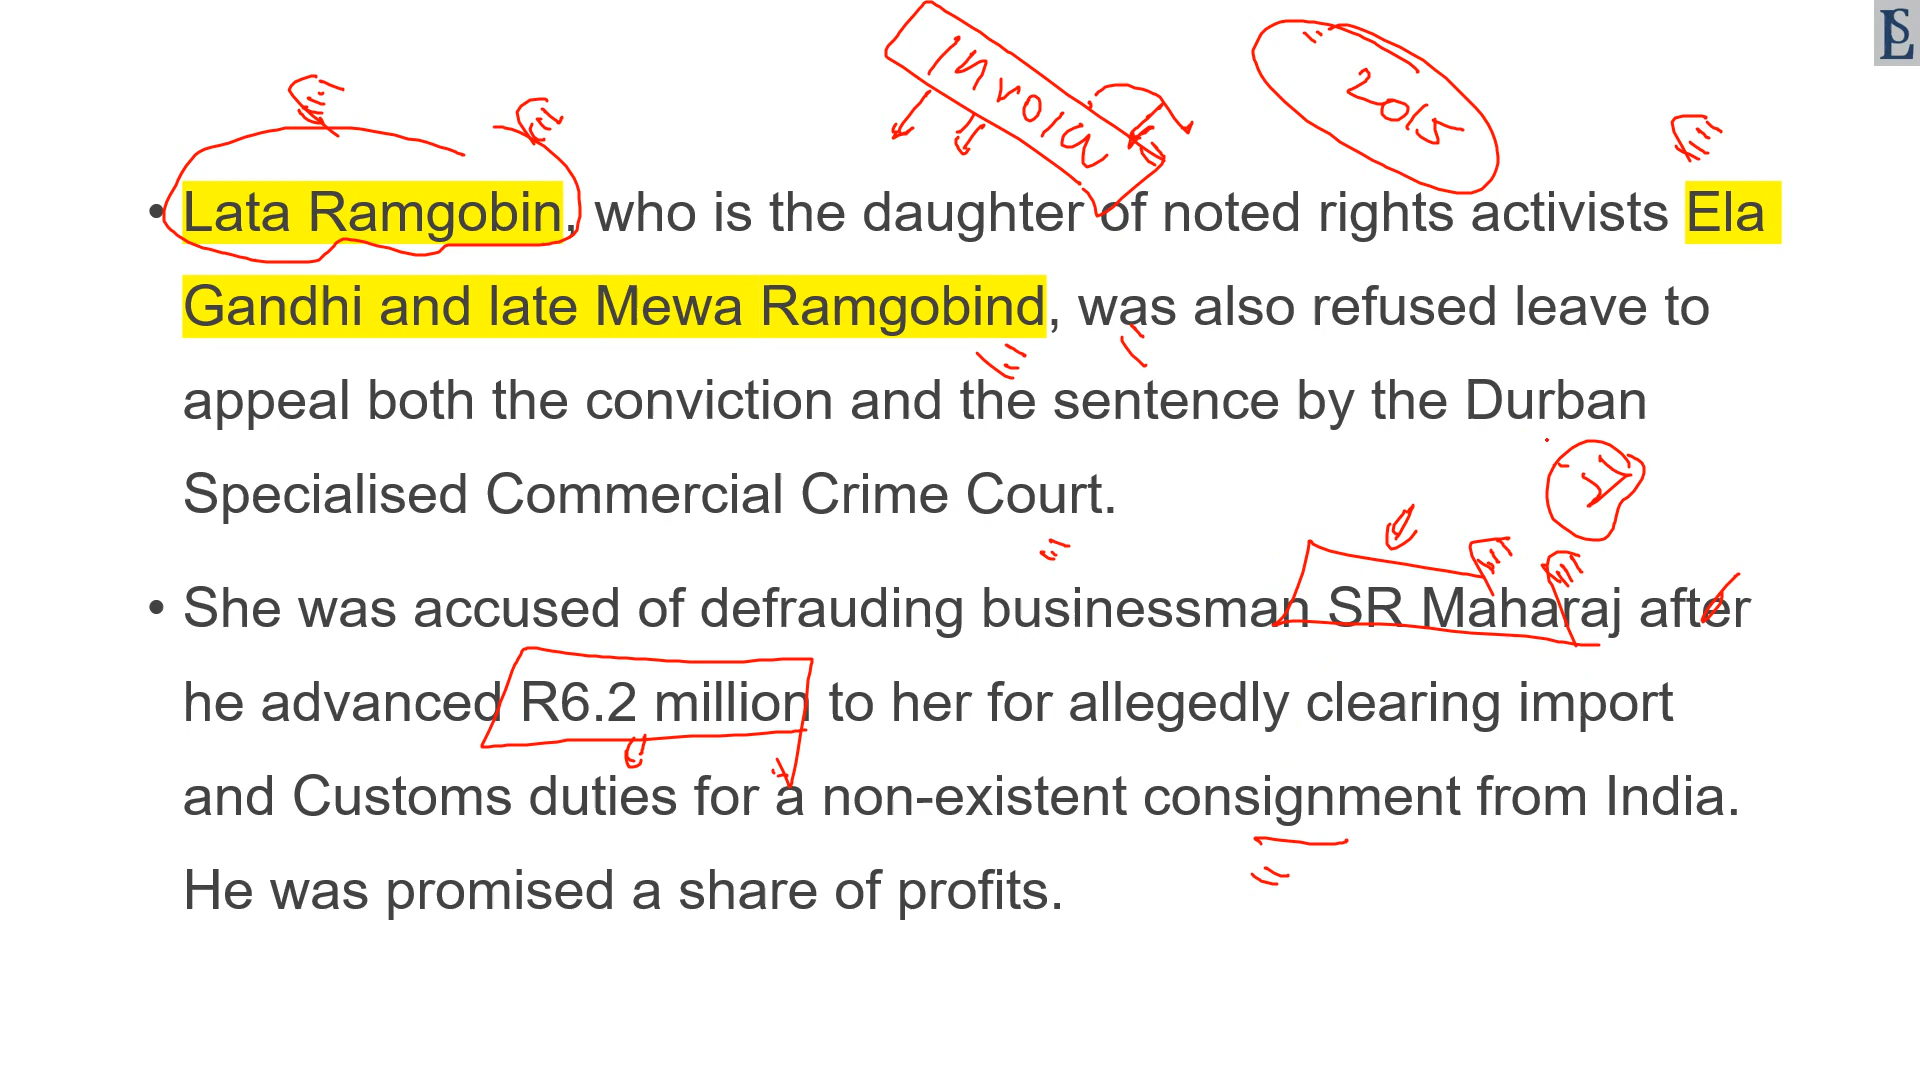 LS
Invoice
2015
• Lata Ramgobin, who is the daughter of noted rights activists Ela
Gandhi and late Mewa Ramgobind, was also refused leave to
appeal both the conviction and the sentence by the Durban
Specialised Commercial Crime Court.
• She was accused of defrauding businessman SR Maharaj after
he advanced R6.2 million to her for allegedly clearing import
and Customs duties for a non-existent consignment from India.
He was promised a share of profits.